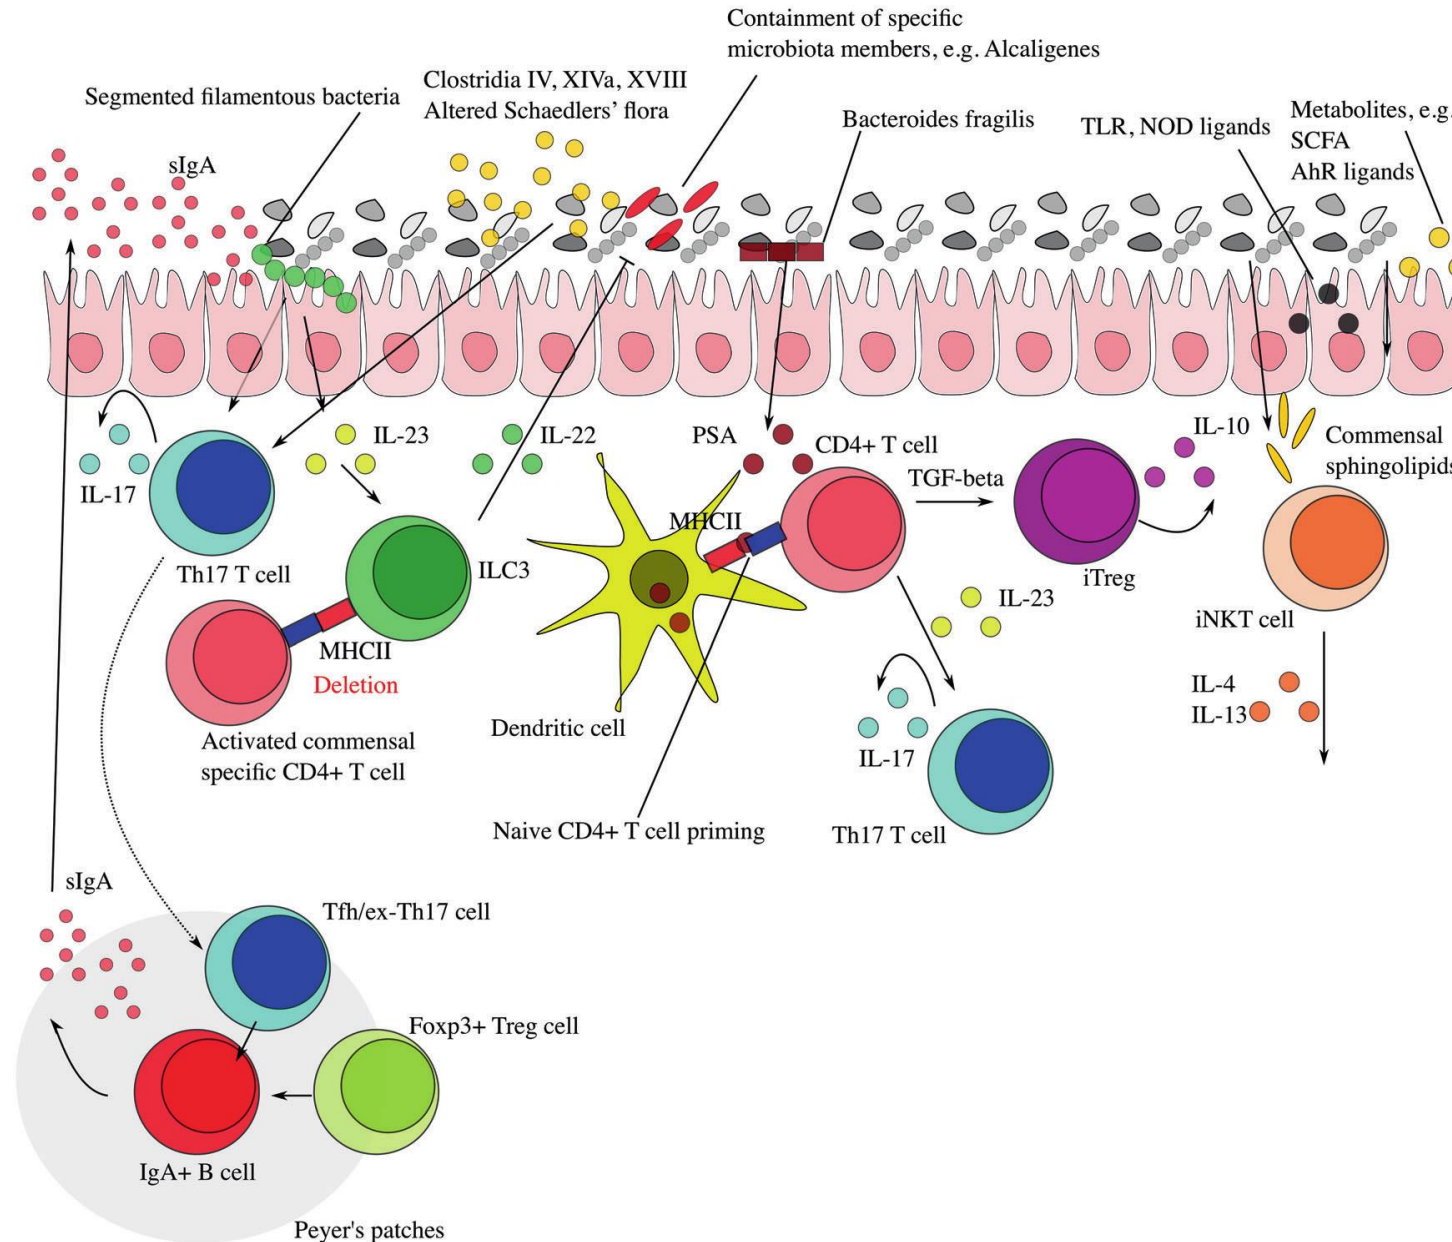 Containment of specific
microbiota members, e.g. Alcaligenes
Segmented filamentous bacteria
Clostridia IV, XIVa, XVIII
Altered Schaedlers’ flora
Bacteroides fragilis
TLR, NOD ligands
Metabolites, e.g.
SCFA
AhR ligands
sIgA
IL-17
Th17 T cell
IL-23
IL-22
ILC3
MHCII
Deletion
Activated commensal
specific CD4+ T cell
PSA
CD4+ T cell
MHCII
TGF-beta
Dendritic cell
Naive CD4+ T cell priming
IL-10
iTreg
IL-23
IL-17
Th17 T cell
Commensal
sphingolipids
iNKT cell
IL-4
IL-13
sIgA
Tfh/ex-Th17 cell
Foxp3+ Treg cell
IgA+ B cell
Peyer's patches